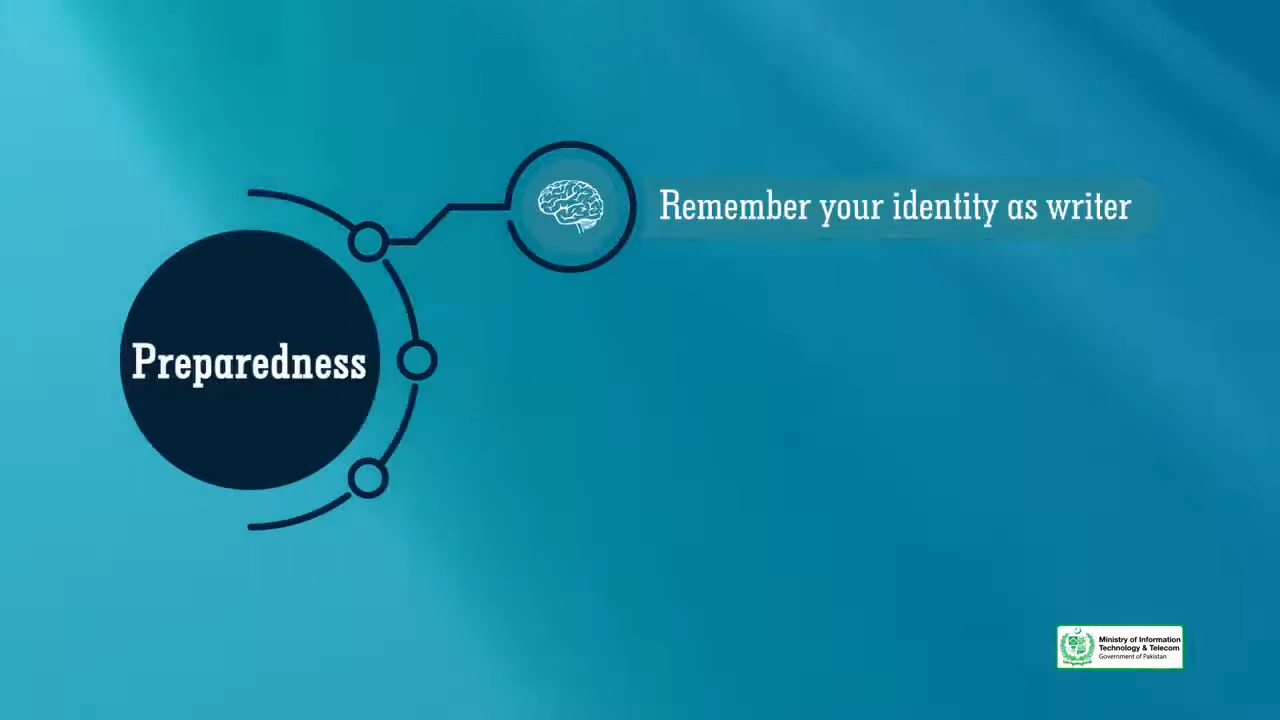 Remember your identity as writer
Preparedness
Ministry of Information
Technology & Telecom
Government of Pakistan